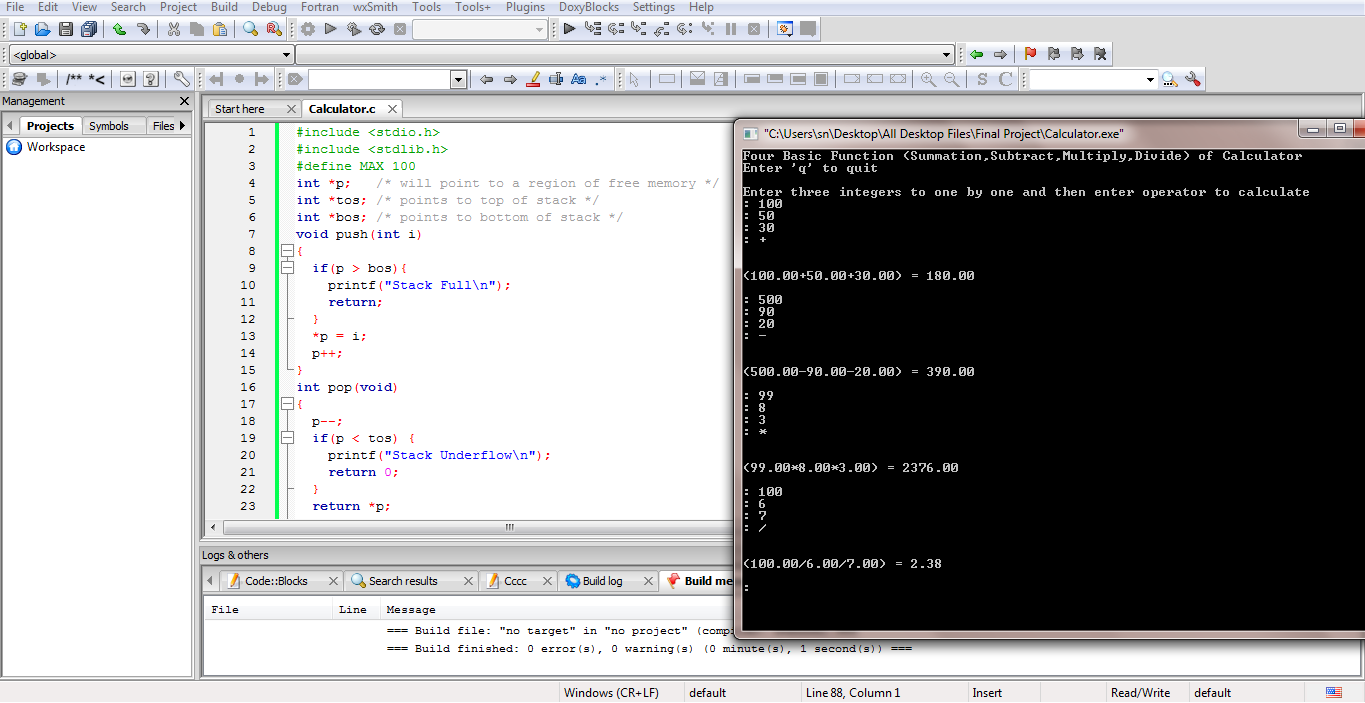 File Edit View Search Project Build Debug Fortran wxSmith Tools Tools+ Plugins DoxyBlocks Settings Help
<global>
/** *<
Aa .*
S C
Management
Projects Symbols Files
Workspace
Start here Calculator.c
1 #include <stdio.h>
2 #include <stdlib.h>
3 #define MAX 100
4 int *p; /* will point to a region of free memory */
5 int *tos; /* points to top of stack */
6 int *bos; /* points to bottom of stack */
7 void push(int i)
8 {
9 if(p > bos){
10 printf("Stack Full\n");
11 return;
12 }
13 *p = i;
14 p++;
15 }
16 int pop(void)
17 {
18 p--;
19 if(p < tos) {
20 printf("Stack Underflow\n");
21 return 0;
22 }
23 return *p;
"C:\Users\sn\Desktop\All Desktop Files\Final Project\Calculator.exe"
Four Basic Function (Summation,Subtract,Multiply,Divide) of Calculator
Enter 'q' to quit
Enter three integers to one by one and then enter operator to calculate
: 100
: 50
: 30
: +
(100.00+50.00+30.00) = 180.00
: 500
: 90
: 20
: -
(500.00-90.00-20.00) = 390.00
: 99
: 8
: 3
: *
(99.00*8.00*3.00) = 2376.00
: 100
: 6
: 7
: /
(100.00/6.00/7.00) = 2.38
:
Logs & others
Code::Blocks Search results Cccc Build log Build me
File Line Message
=== Build file: "no target" in "no project" (comp
=== Build finished: 0 error(s), 0 warning(s) (0 minute(s), 1 second(s)) ===
Windows (CR+LF) default Line 88, Column 1 Insert Read/Write default